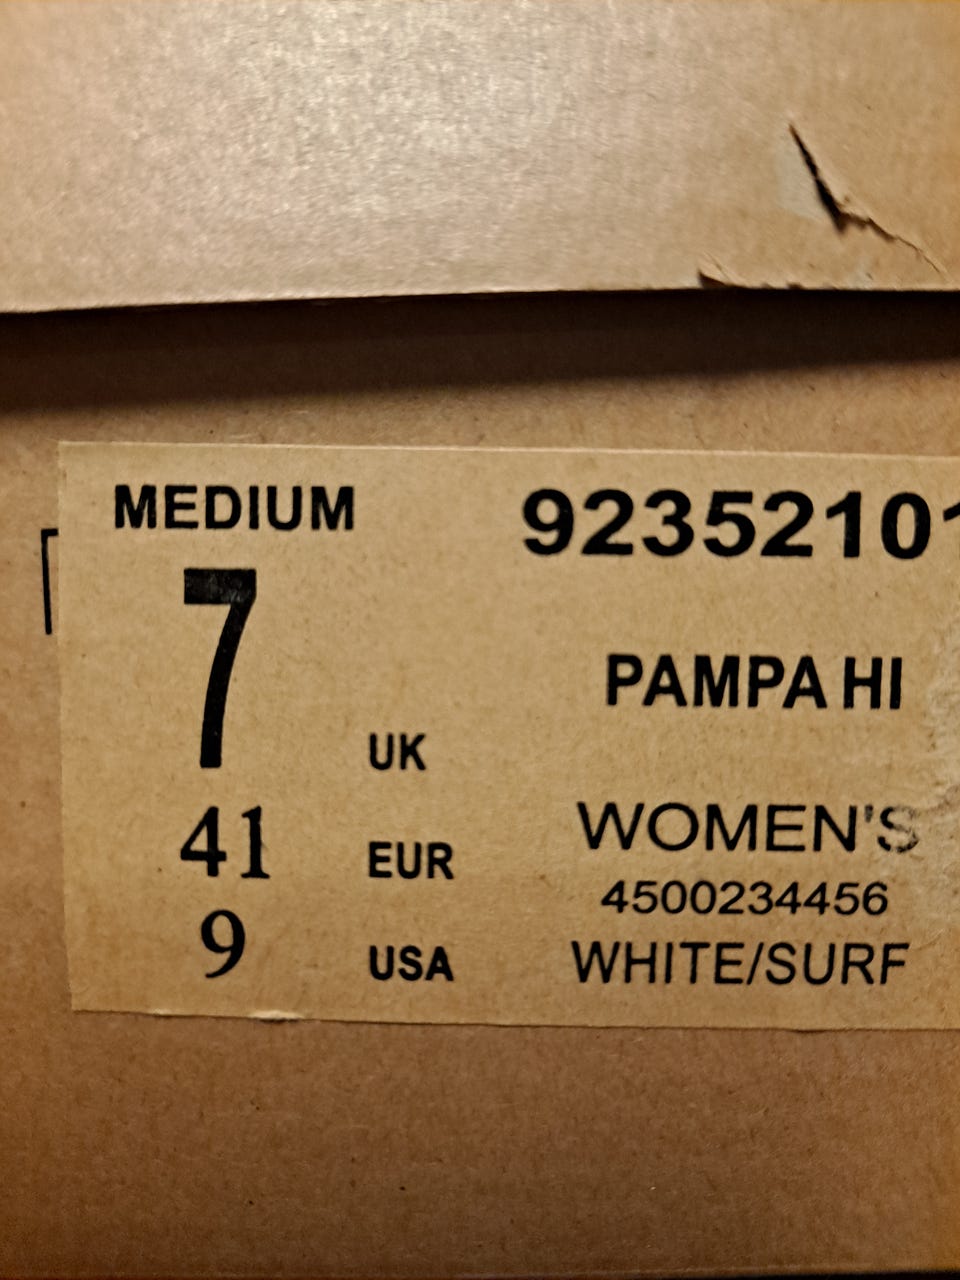 MEDIUM 92352101
7 UK PAMPA HI
41 EUR WOMEN'S
4500234456
9 USA WHITE/SURF